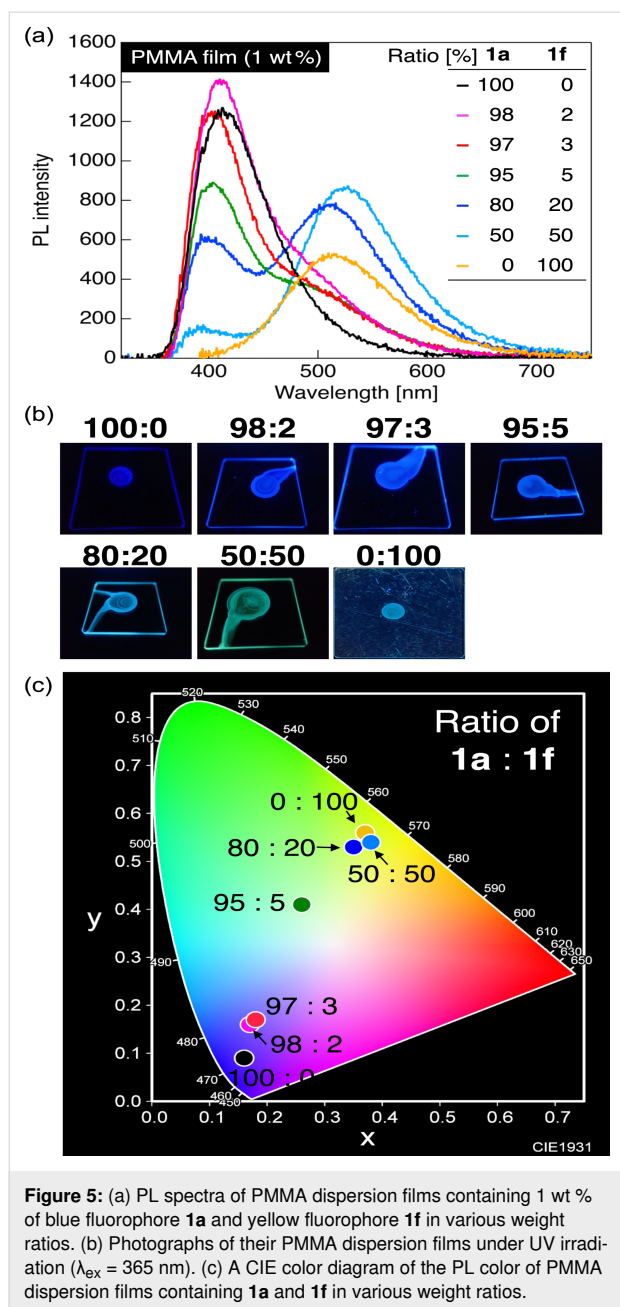 (a)
PMMA film (1 wt %)
Ratio [%] 1a 1f
100 0
98 2
97 3
95 5
80 20
50 50
0 100
PL intensity
1600
1400
1200
1000
800
600
400
200
0
400 500 600 700
Wavelength [nm]
(b)
100:0 98:2 97:3 95:5
80:20 50:50 0:100
(c)
Ratio of
1a : 1f
0 : 100
80 : 20
50 : 50
95 : 5
97 : 3
98 : 2
100 : 0
520
530
540
510
550
560
500
570
580
590
600
610
620
630
650
490
480
470
460
450
y
0.8
0.7
0.6
0.5
0.4
0.3
0.2
0.1
0.0
0.0 0.1 0.2 0.3 0.4 0.5 0.6 0.7
x
CIE1931
Figure 5: (a) PL spectra of PMMA dispersion films containing 1 wt %
of blue fluorophore 1a and yellow fluorophore 1f in various weight
ratios. (b) Photographs of their PMMA dispersion films under UV irradi-
ation (λex = 365 nm). (c) A CIE color diagram of the PL color of PMMA
dispersion films containing 1a and 1f in various weight ratios.